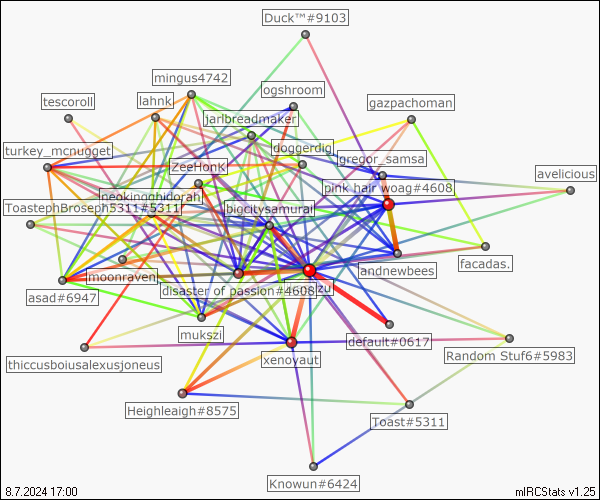 Duck™#9103
mingus4742
ogshroom
tescoroll
lahnk
gazpachoman
jarlbreadmaker
turkey_mcnugget
doggerdig
gregor_samsa
ZeeHonk
avelicious
pink hair woag#4608
neokingghidorah
ToastephBroseph5311#5311
bigcitysamurai
moonraven
andnewbees
facadas.
asad#6947
disaster of passion#4608
zu
mukszi
default#0617
xenovaut
Random Stuf6#5983
thiccusboiusalexusjoneus
Heighleaigh#8575
Toast#5311
Knowun#6424
8.7.2024 17:00
mIRCStats v1.25